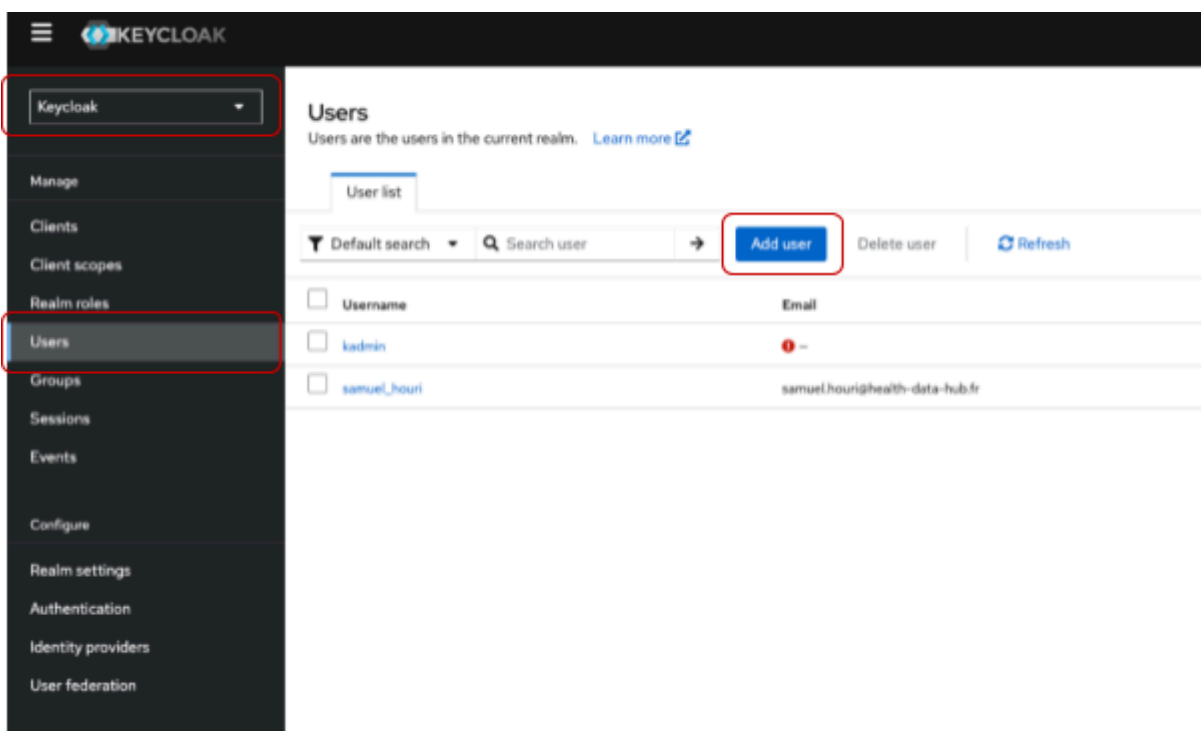 KEYCLOAK
Keycloak
Manage
Clients
Client scopes
Realm roles
Users
Groups
Sessions
Events
Configure
Realm settings
Authentication
Identity providers
User federation
Users
Users are the users in the current realm. Learn more
User list
Default search Search user Add user Delete user Refresh
Username Email
kadmin –
samuel_houri samuel.houri@health-data-hub.fr